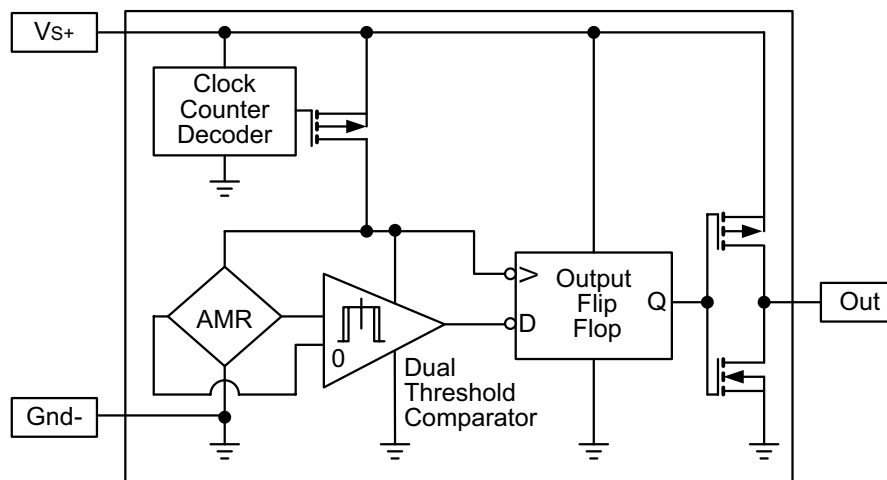 VS+
Clock
Counter
Decoder
AMR
0
Dual
Threshold
Comparator
>
D
Output
Flip
Flop
Q
Out
Gnd-